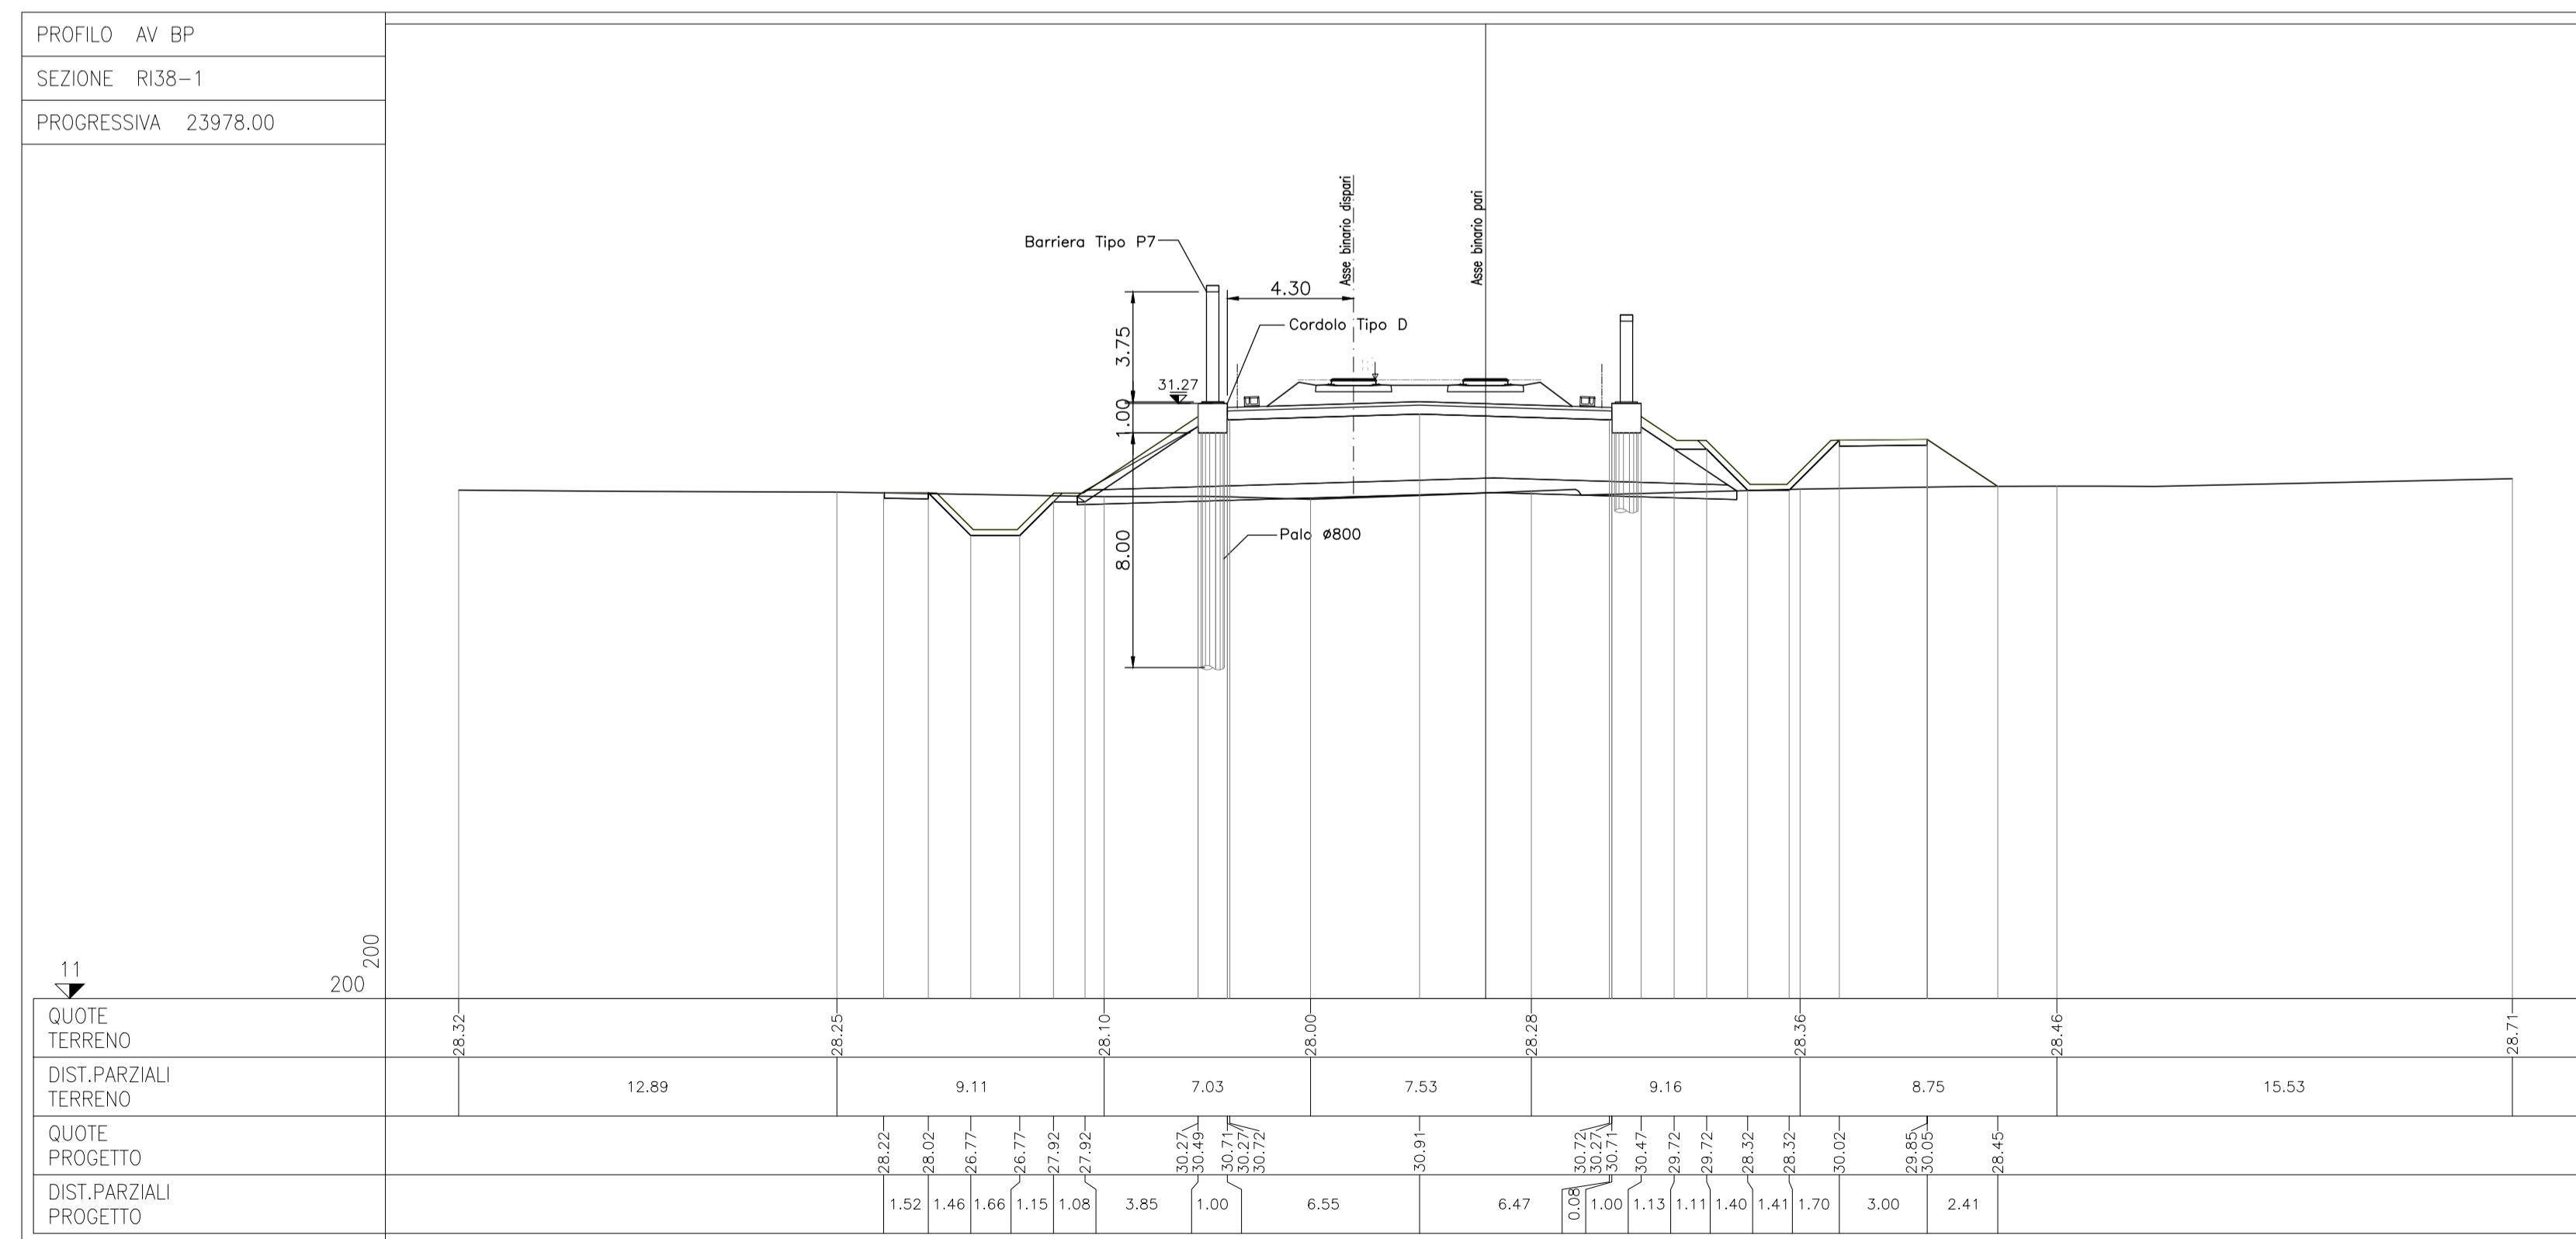 PROFILO AV BP
SEZIONE RI38-1
PROGRESSIVA 23978.00
Asse binario dispari
Asse binario pari
Barriera Tipo P7
4.30
Cordolo Tipo D
3.75
31.27
1.00
8.00
Palo Ø800
200
11
200
QUOTE
TERRENO
28.32 28.25 28.10 28.00 28.28 28.36 28.46 28.71
DIST.PARZIALI
TERRENO
12.89 9.11 7.03 7.53 9.16 8.75 15.53
QUOTE
PROGETTO
28.22 28.02 26.77 26.77 27.92 27.92 30.27 30.49 30.71 30.27 30.72 30.91 30.72 30.27 30.71 30.47 29.72 29.72 28.32 28.32 30.02 29.85 30.05 28.45
DIST.PARZIALI
PROGETTO
1.52 1.46 1.66 1.15 1.08 3.85 1.00 6.55 6.47 0.08 1.00 1.13 1.11 1.40 1.41 1.70 3.00 2.41